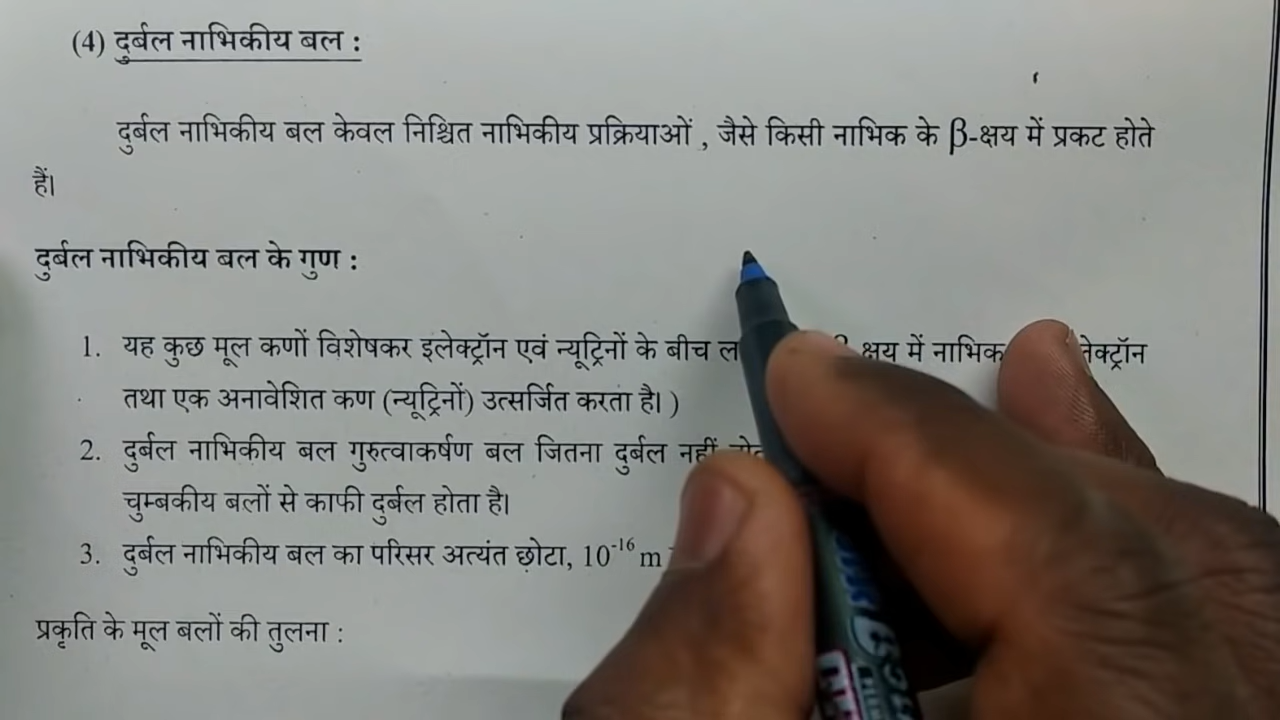 (4) दुर्बल नाभिकीय बल :
दुर्बल नाभिकीय बल केवल निश्चित नाभिकीय प्रक्रियाओं , जैसे किसी नाभिक के β-क्षय में प्रकट होते
हैं।
दुर्बल नाभिकीय बल के गुण :
1. यह कुछ मूल कणों विशेषकर इलेक्ट्रॉन एवं न्यूट्रिनों के बीच क्षय में नाभिक
तथा एक अनावेशित कण (न्यूट्रिनों) उत्सर्जित करता है। )
2. दुर्बल नाभिकीय बल गुरुत्वाकर्षण बल जितना दुर्बल नहीं
चुम्बकीय बलों से काफी दुर्बल होता है।
3. दुर्बल नाभिकीय बल का परिसर अत्यंत छोटा, 10⁻¹⁶ m
प्रकृति के मूल बलों की तुलना :